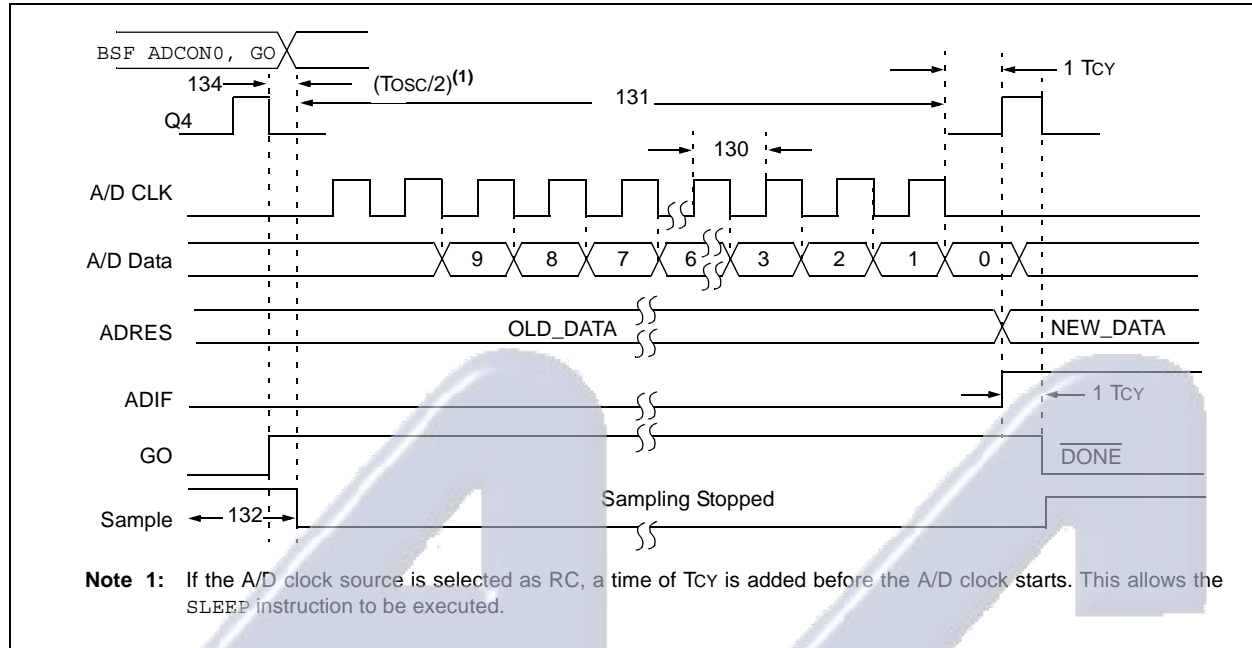 BSF ADCON0, GO
134 (TOSC/2)(1) 131 1 TCY
Q4
130
A/D CLK
A/D Data 9 8 7 6 3 2 1 0
ADRES OLD_DATA NEW_DATA
ADIF 1 TCY
GO DONE
Sample 132 Sampling Stopped
Note 1: If the A/D clock source is selected as RC, a time of TCY is added before the A/D clock starts. This allows the
SLEEP instruction to be executed.